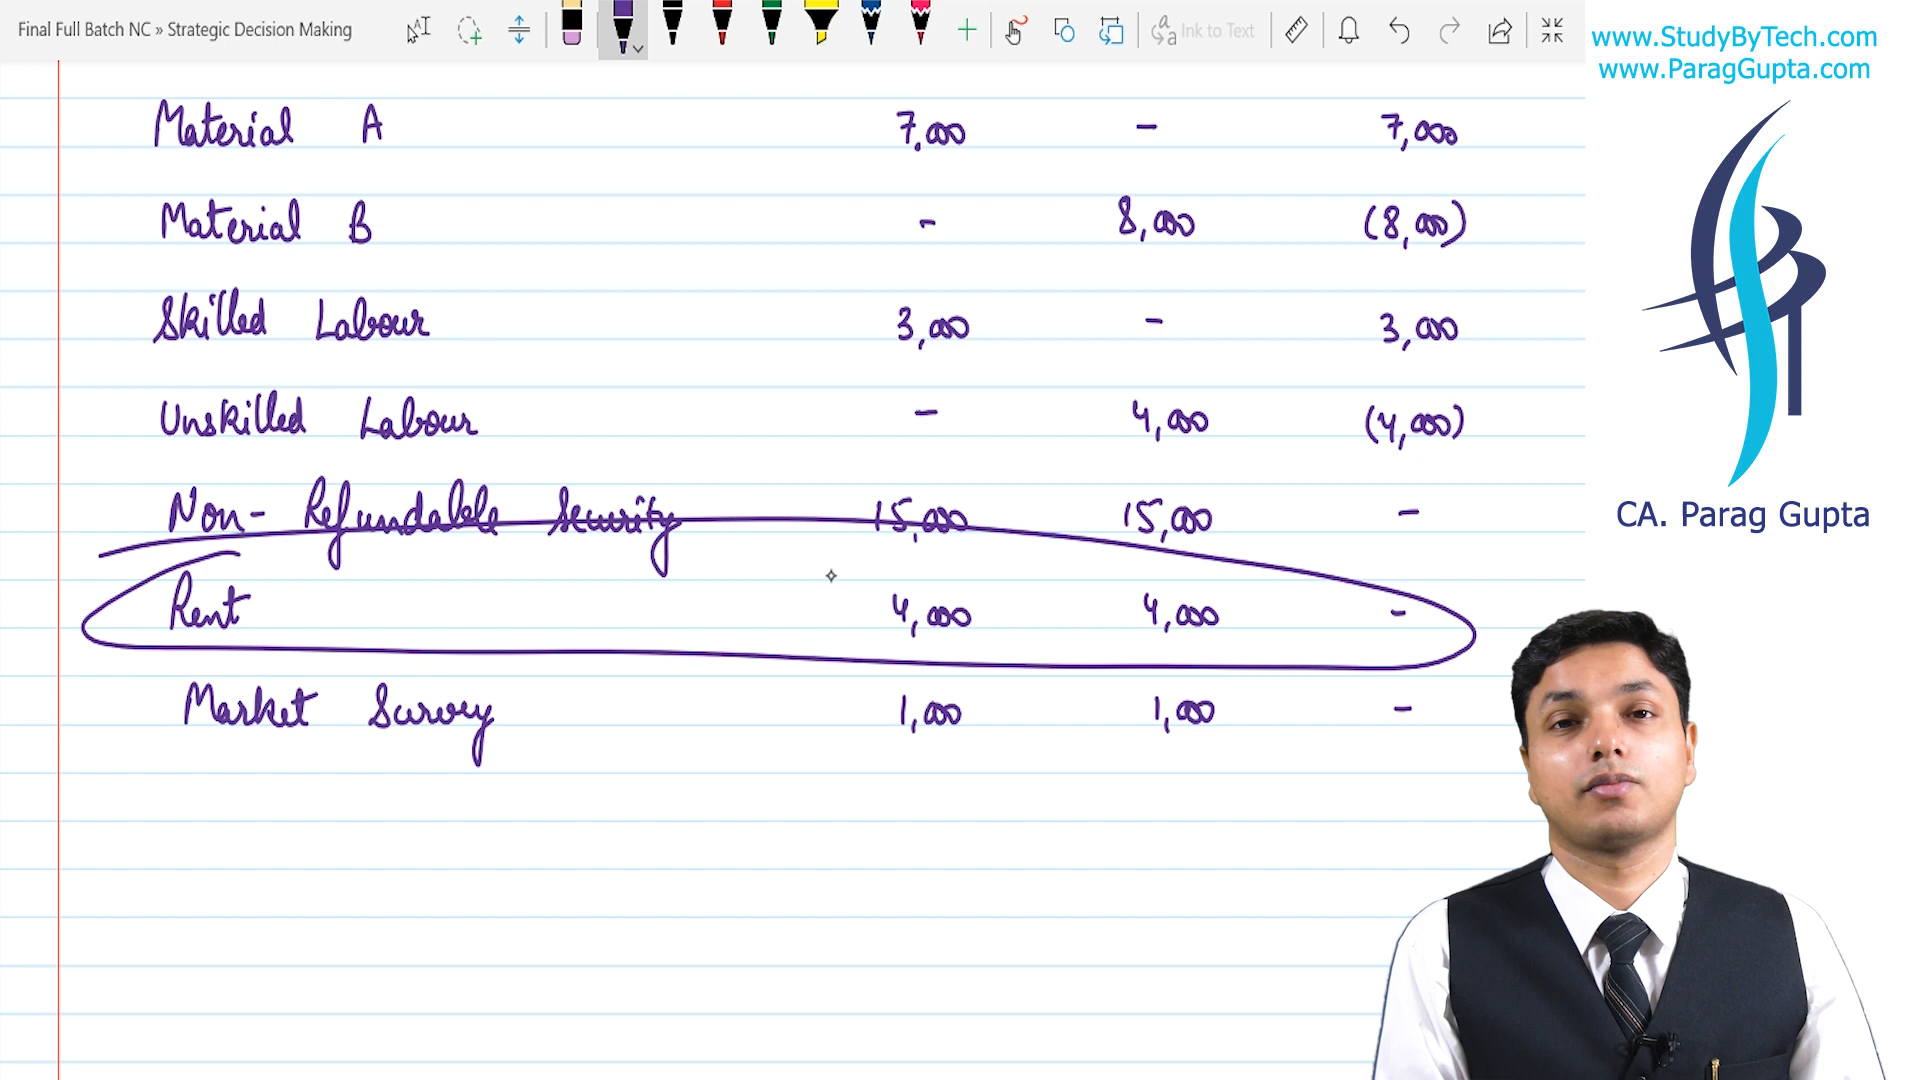 Final Full Batch NC » Strategic Decision Making
Ink to Text
www.StudyByTech.com
www.ParagGupta.com
Material A 7,000 - 7,000
Material B - 8,000 (8,000)
Skilled Labour 3,000 - 3,000
Unskilled Labour - 4,000 (4,000)
Non-Refundable Security 15,000 15,000 -
Rent 4,000 4,000 -
Market Survey 1,000 1,000 -
CA. Parag Gupta